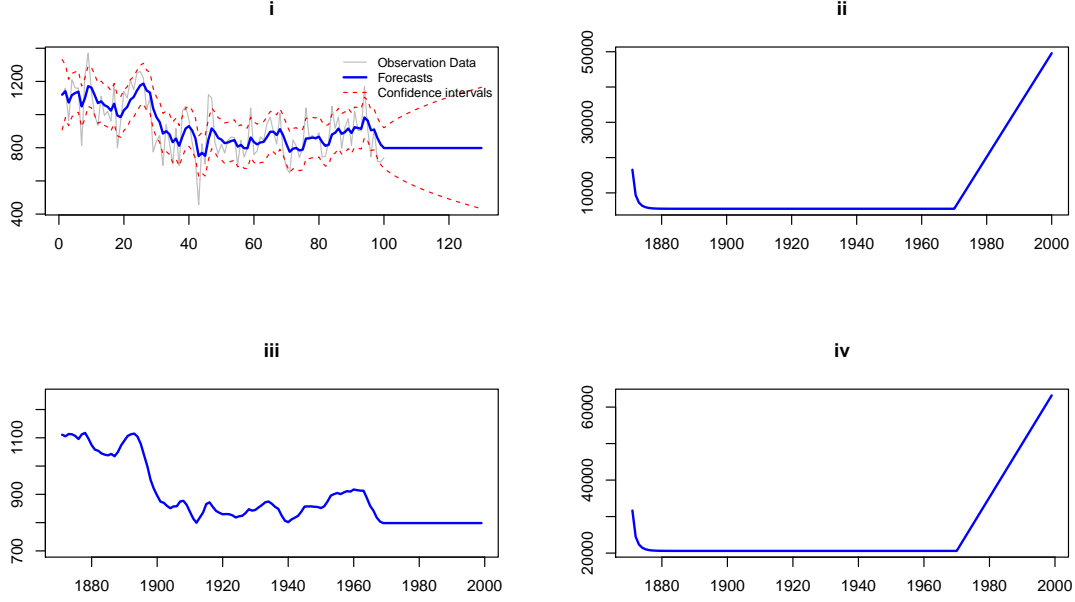 i
1200
800
400
Observation Data
Forecasts
Confidence intervals
0 20 40 60 80 100 120
ii
50000
30000
10000
1880 1900 1920 1940 1960 1980 2000
iii
1100
900
700
1880 1900 1920 1940 1960 1980 2000
iv
60000
40000
20000
1880 1900 1920 1940 1960 1980 2000